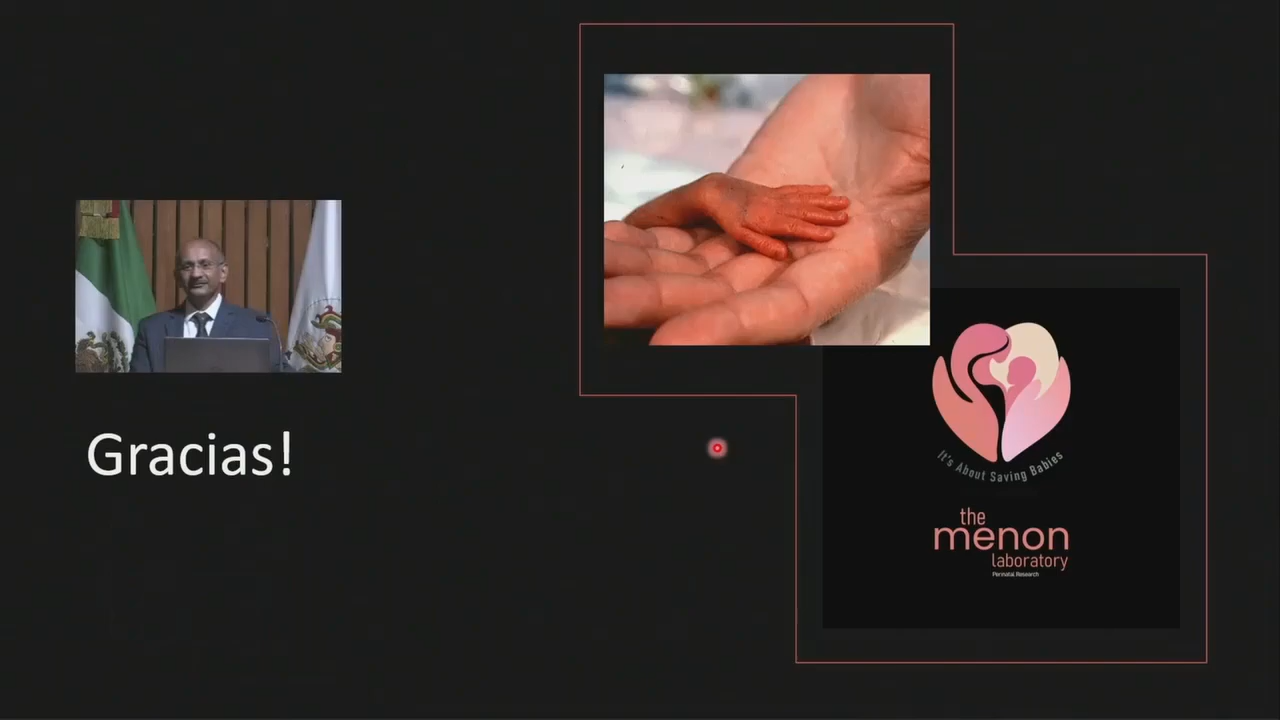 Gracias!
It's About Saving Babies
the
menon
laboratory
Perinatal Research